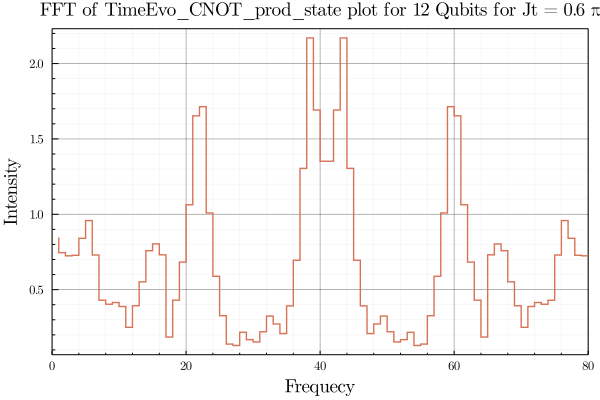 FFT of TimeEvo_CNOT_prod_state plot for 12 Qubits for Jt = 0.6 π
2.0
1.5
1.0
0.5
0 20 40 60 80
Intensity
Frequecy